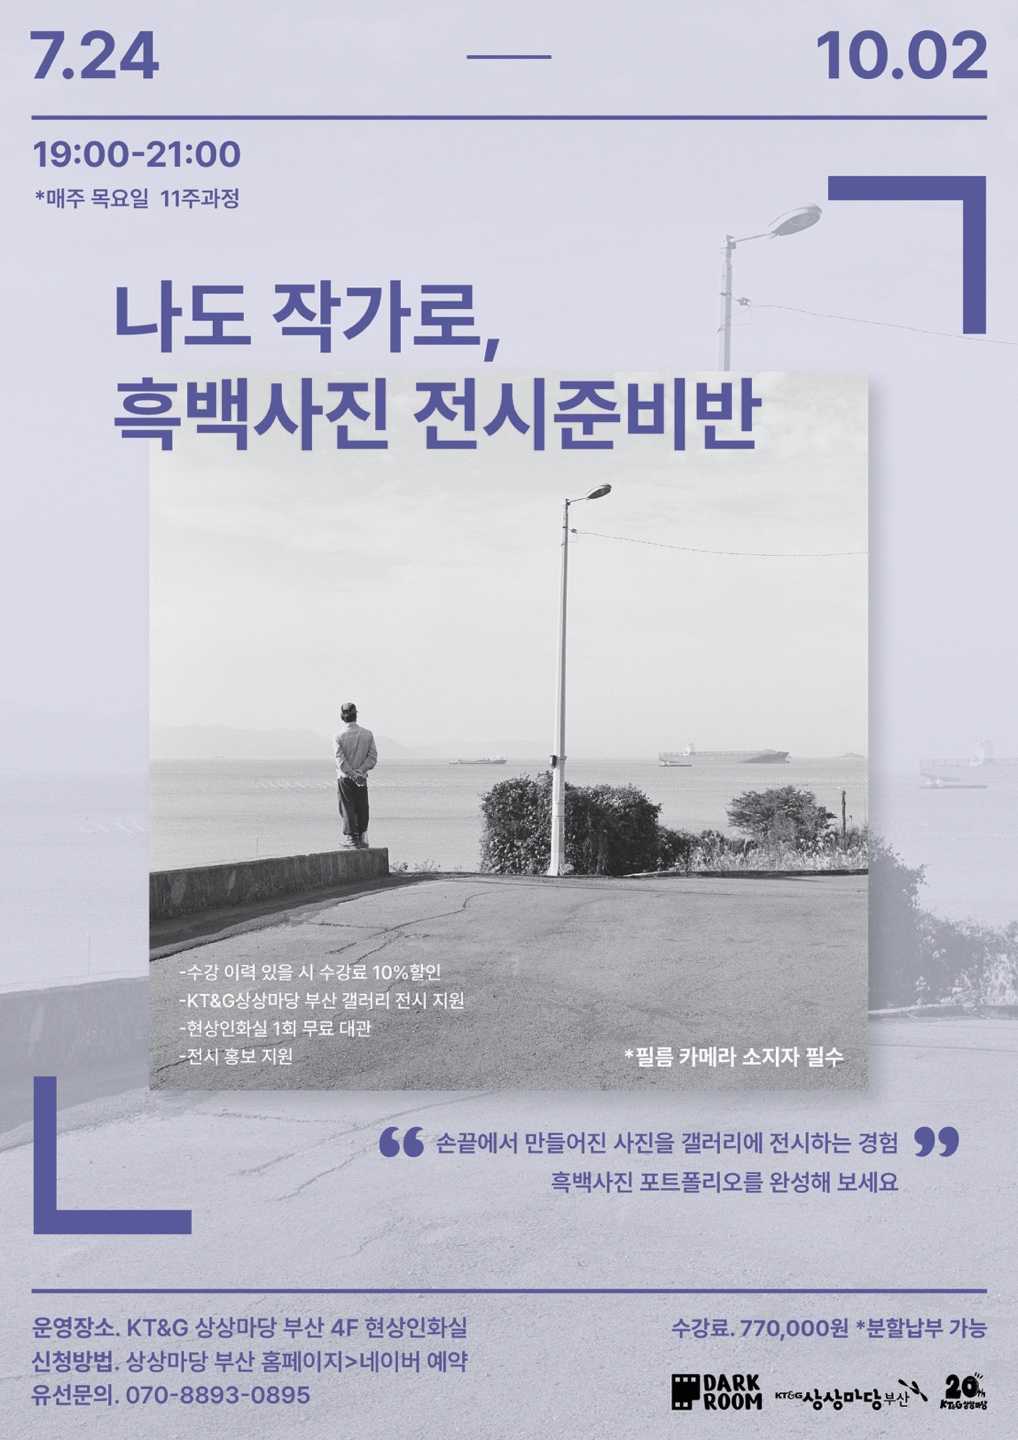 7.24 — 10.02
19:00-21:00
*매주 목요일 11주과정
나도 작가로,
흑백사진 전시준비반
-수강 이력 있을 시 수강료 10%할인
-KT&G상상마당 부산 갤러리 전시 지원
-현상인화실 1회 무료 대관
-전시 홍보 지원
*필름 카메라 소지자 필수
“ 손끝에서 만들어진 사진을 갤러리에 전시하는 경험 ”
흑백사진 포트폴리오를 완성해 보세요
운영장소. KT&G 상상마당 부산 4F 현상인화실
신청방법. 상상마당 부산 홈페이지>네이버 예약
유선문의. 070-8893-0895
수강료. 770,000원 *분할납부 가능
DARK
ROOM
KT&G 상상마당 부산
20th
KT&G 상상마당